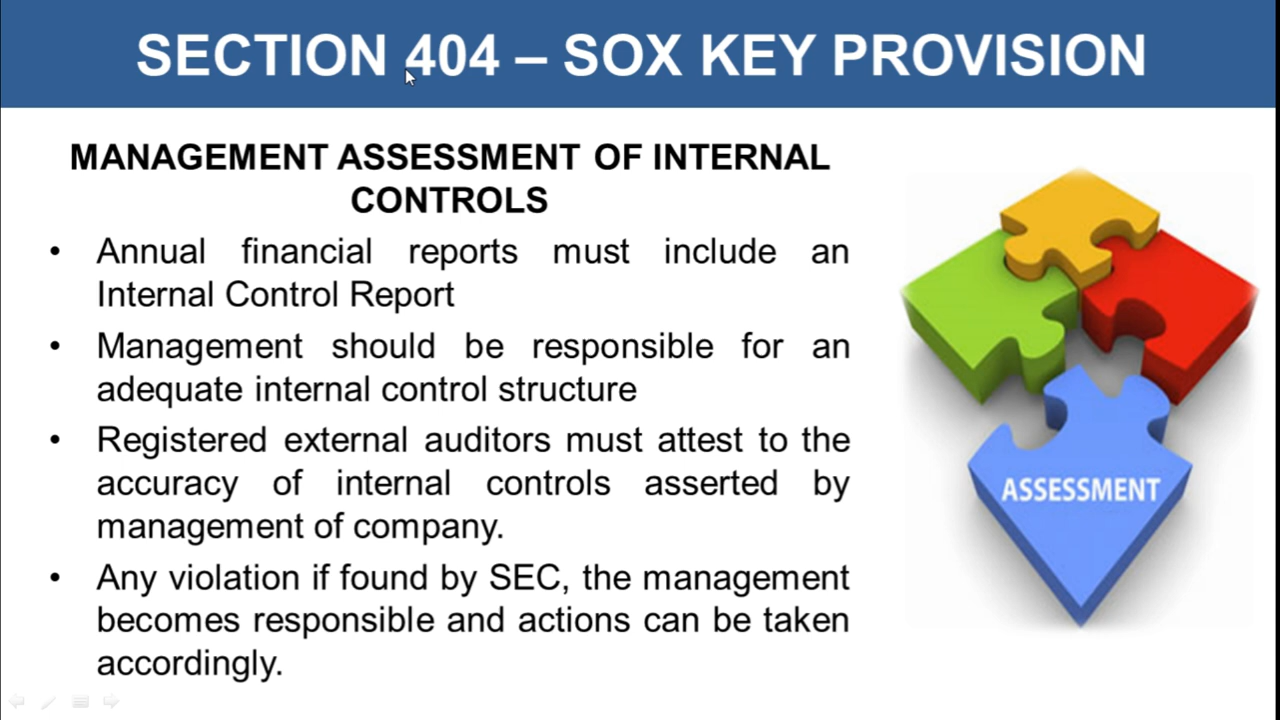 SECTION 404 – SOX KEY PROVISION
MANAGEMENT ASSESSMENT OF INTERNAL
CONTROLS
• Annual financial reports must include an
Internal Control Report
• Management should be responsible for an
adequate internal control structure
• Registered external auditors must attest to the
accuracy of internal controls asserted by
management of company.
• Any violation if found by SEC, the management
becomes responsible and actions can be taken
accordingly.
ASSESSMENT